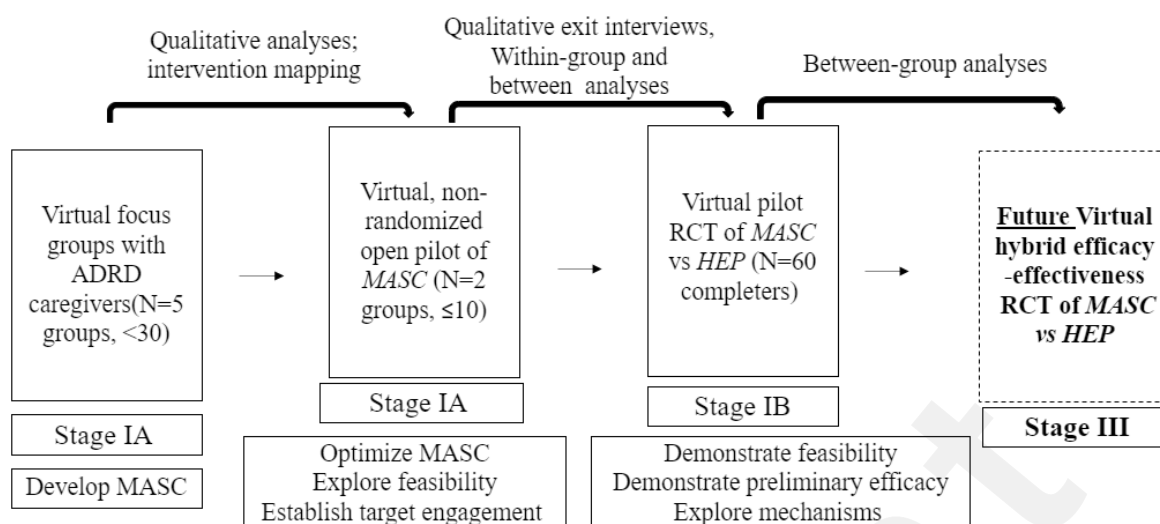 Qualitative analyses;
intervention mapping
Qualitative exit interviews,
Within-group and
between analyses
Between-group analyses
Virtual focus
groups with
ADRD
caregivers(N=5
groups, <30)
Stage IA
Develop MASC
Virtual, non-
randomized
open pilot of
MASC (N=2
groups, ≤10)
Stage IA
Optimize MASC
Explore feasibility
Establish target engagement
Virtual pilot
RCT of MASC
vs HEP (N=60
completers)
Stage IB
Demonstrate feasibility
Demonstrate preliminary efficacy
Explore mechanisms
Future Virtual
hybrid efficacy
-effectiveness
RCT of MASC
vs HEP
Stage III